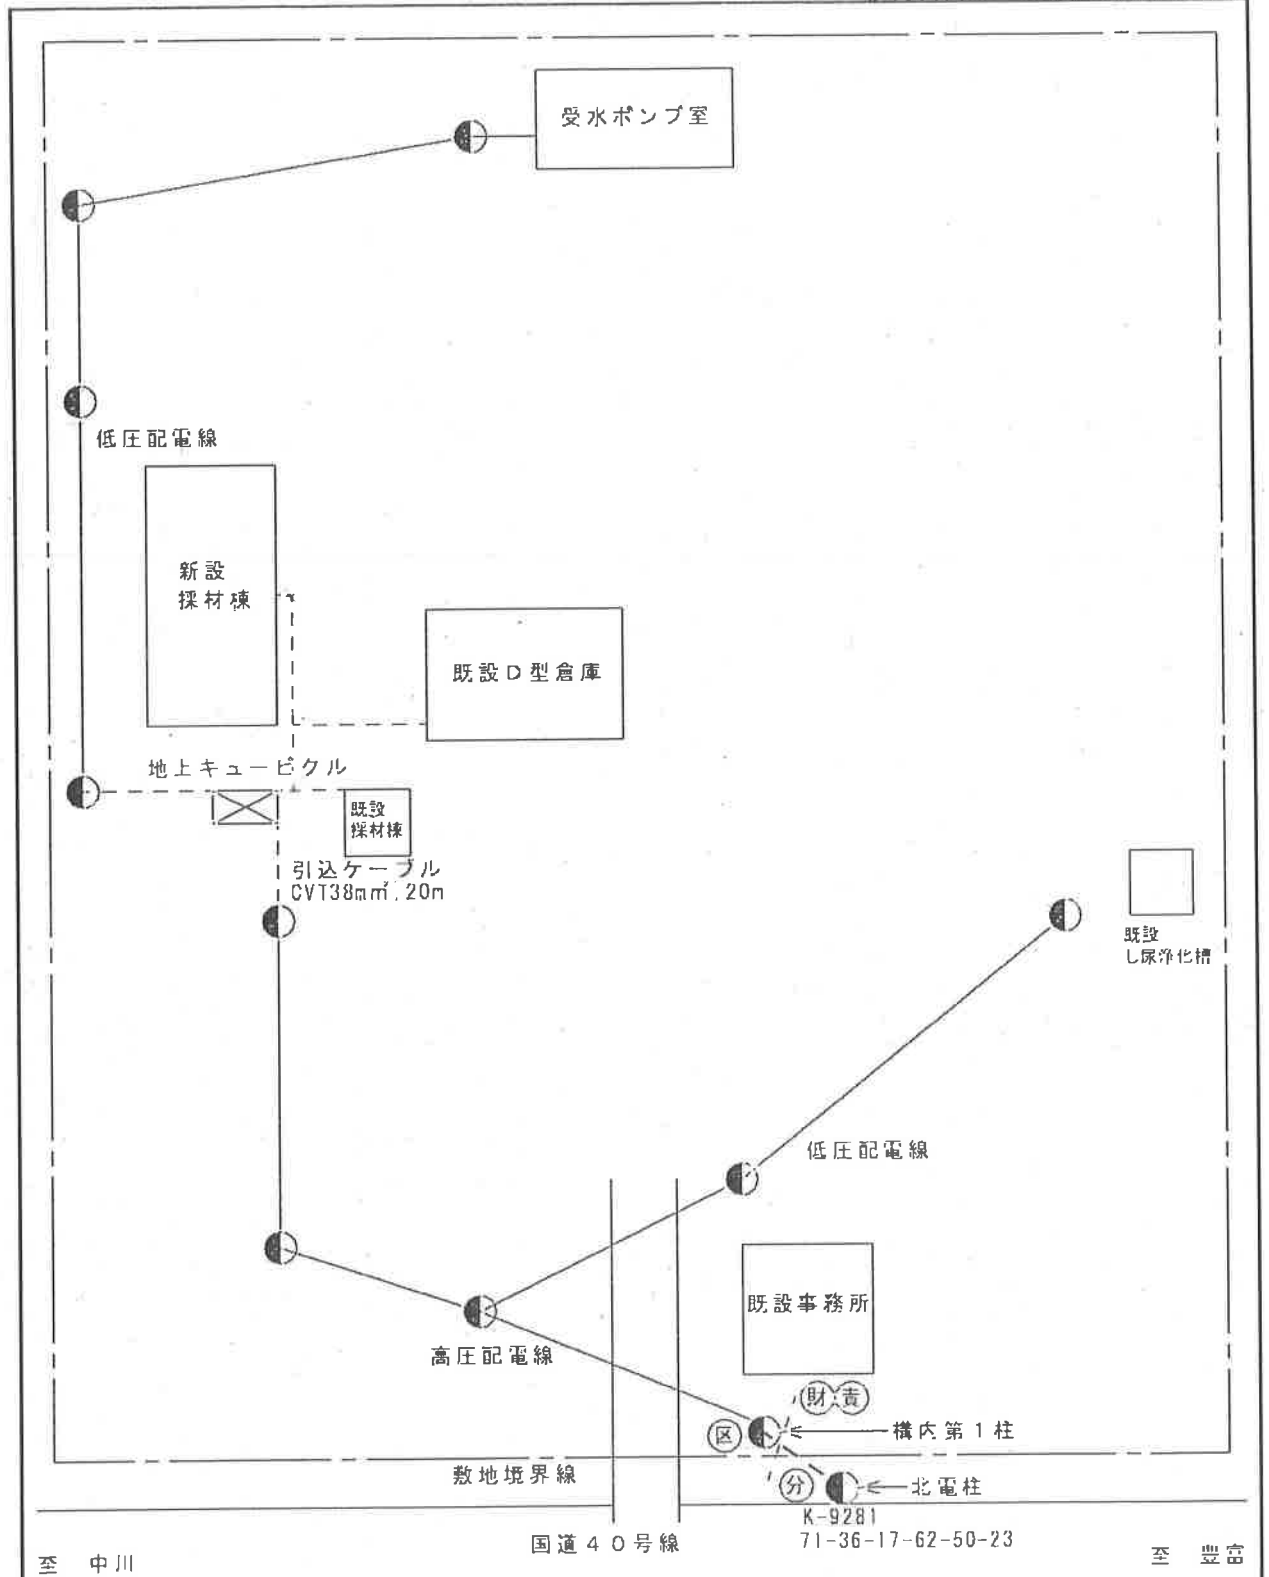 受水ポンプ室
低圧配電線
新設
採材棟
既設D型倉庫
地上キュービクル
既設
採材棟
引込ケーブル
CVT38m㎡, 20m
既設
し尿浄化槽
低圧配電線
既設事務所
高圧配電線
財 責
区
構内第1柱
敷地境界線
分
北電柱
K-9281
国道40号線
71-36-17-62-50-23
至 中川
至 豊富